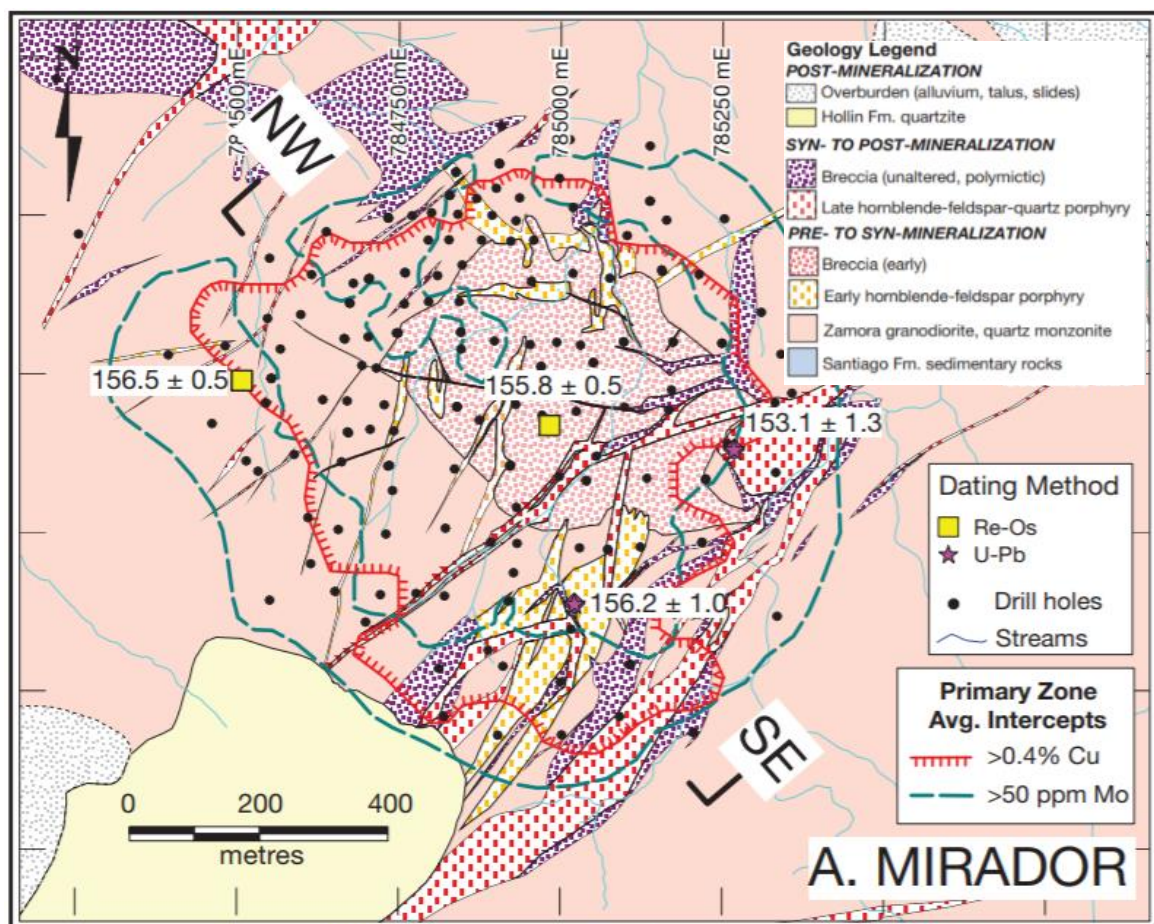 N
784500 mE
784750 mE
785000 mE
785250 mE
NW
Geology Legend
POST-MINERALIZATION
Overburden (alluvium, talus, slides)
Hollin Fm. quartzite
SYN- TO POST-MINERALIZATION
Breccia (unaltered, polymictic)
Late hornblende-feldspar-quartz porphyry
PRE- TO SYN-MINERALIZATION
Breccia (early)
Early hornblende-feldspar porphyry
Zamora granodiorite, quartz monzonite
Santiago Fm. sedimentary rocks
156.5 ± 0.5
155.8 ± 0.5
153.1 ± 1.3
156.2 ± 1.0
Dating Method
Re-Os
U-Pb
Drill holes
Streams
SE
Primary Zone
Avg. Intercepts
>0.4% Cu
>50 ppm Mo
0 200 400
metres
A. MIRADOR